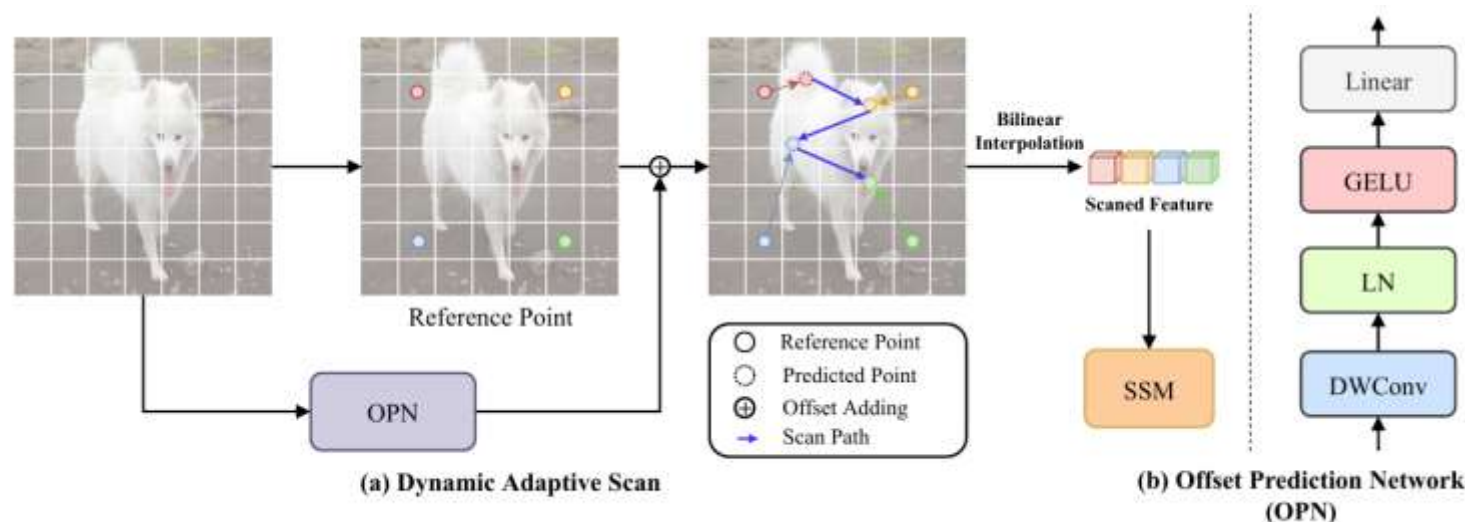 Reference Point
OPN
Reference Point
Predicted Point
Offset Adding
Scan Path
Bilinear
Interpolation
Scaned Feature
SSM
(a) Dynamic Adaptive Scan
Linear
GELU
LN
DWConv
(b) Offset Prediction Network
(OPN)